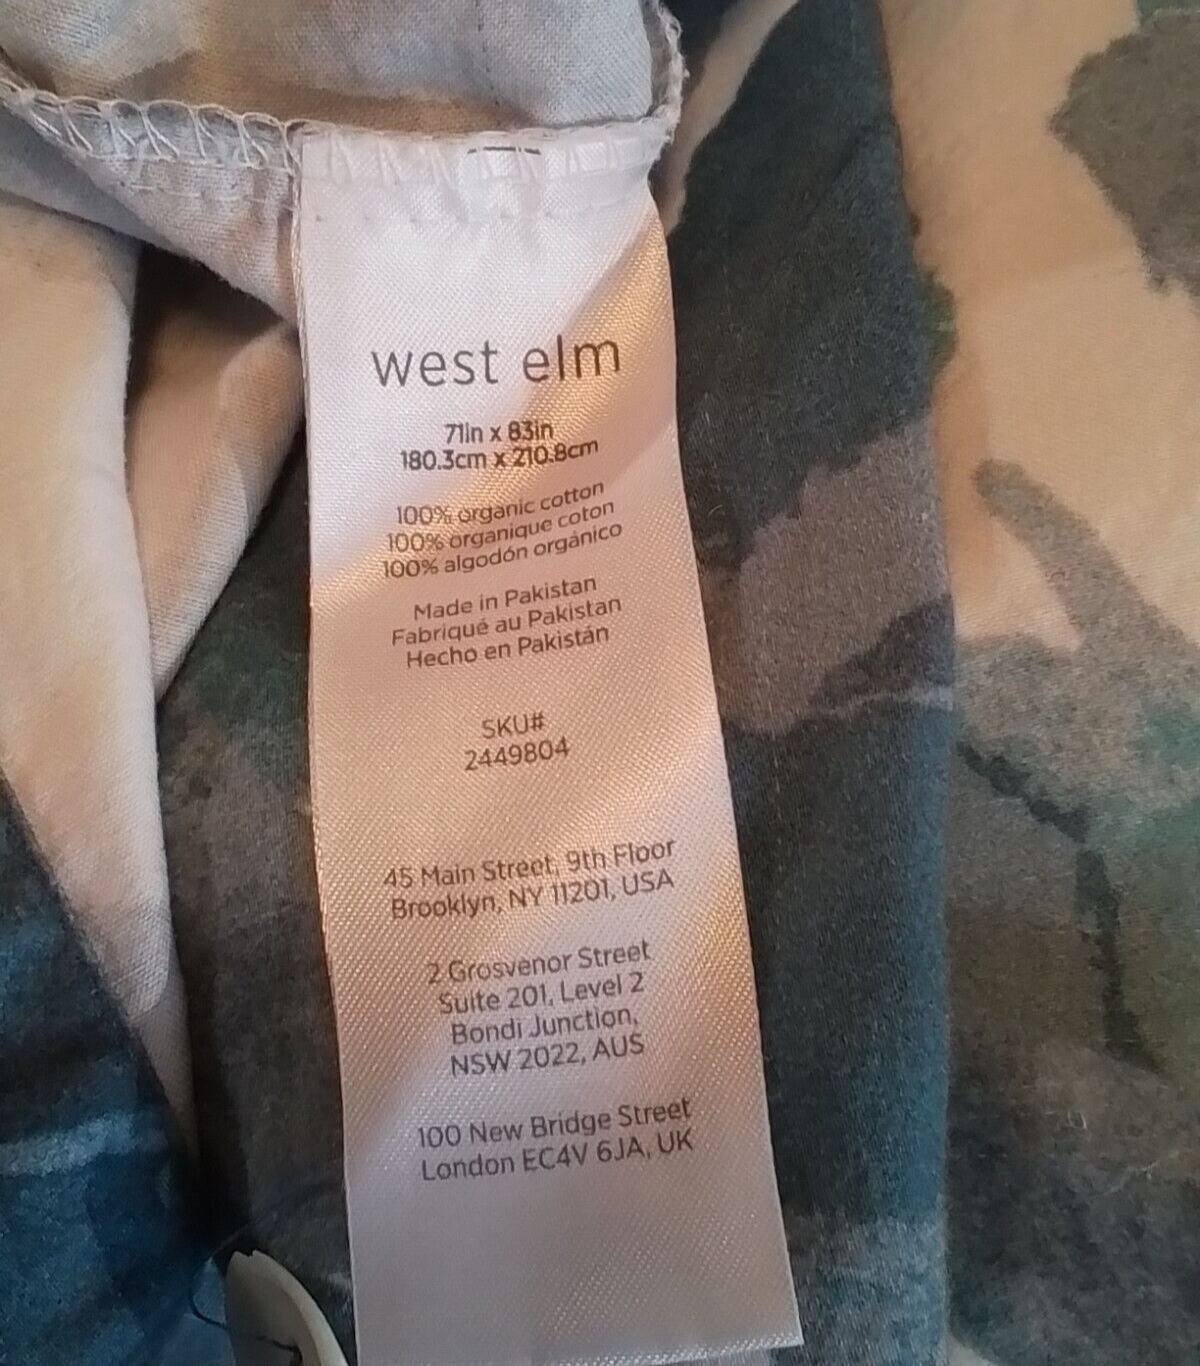 west elm
71in x 83in
180.3cm x 210.8cm
100% organic cotton
100% organique coton
100% algodón orgánico
Made in Pakistan
Fabriqué au Pakistan
Hecho en Pakistán
SKU#
2449804
45 Main Street, 9th Floor
Brooklyn, NY 11201, USA
2 Grosvenor Street
Suite 201, Level 2
Bondi Junction,
NSW 2022, AUS
100 New Bridge Street
London EC4V 6JA, UK